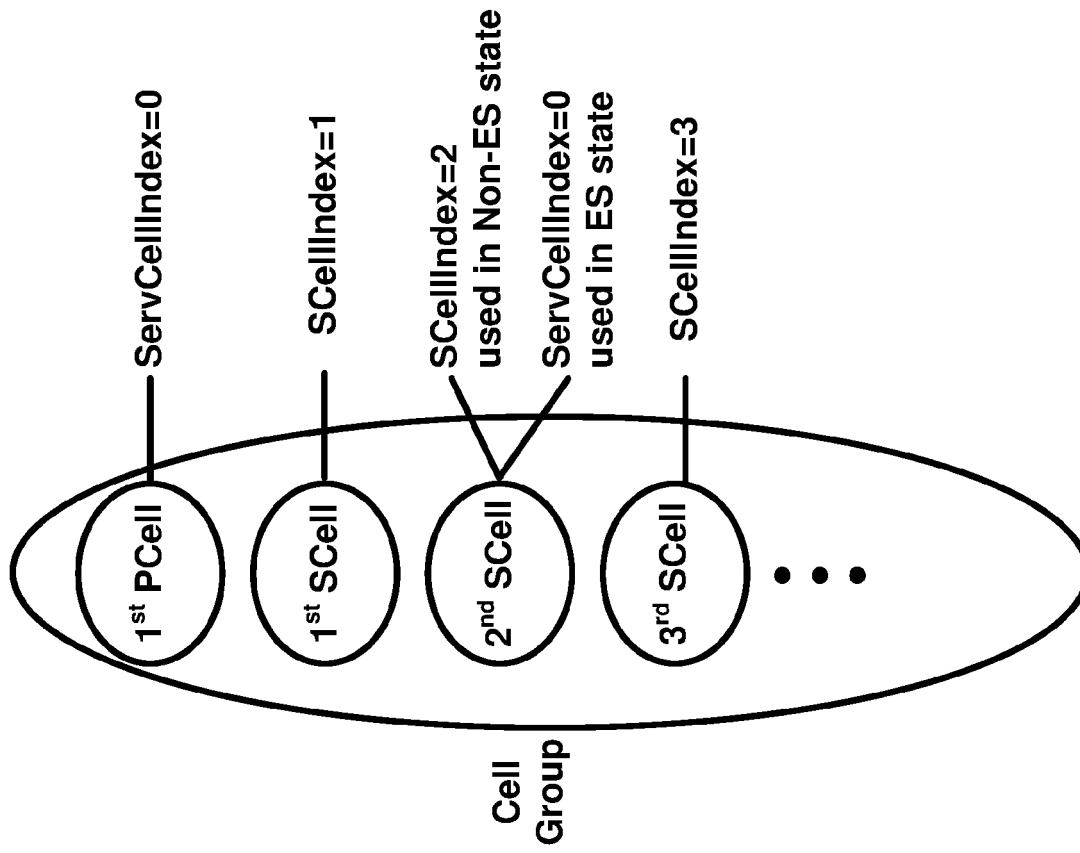 Cell
Group
1st PCell
ServCellIndex=0
1st SCell
SCellIndex=1
2nd SCell
SCellIndex=2
used in Non-ES state
ServCellIndex=0
used in ES state
3rd SCell
SCellIndex=3